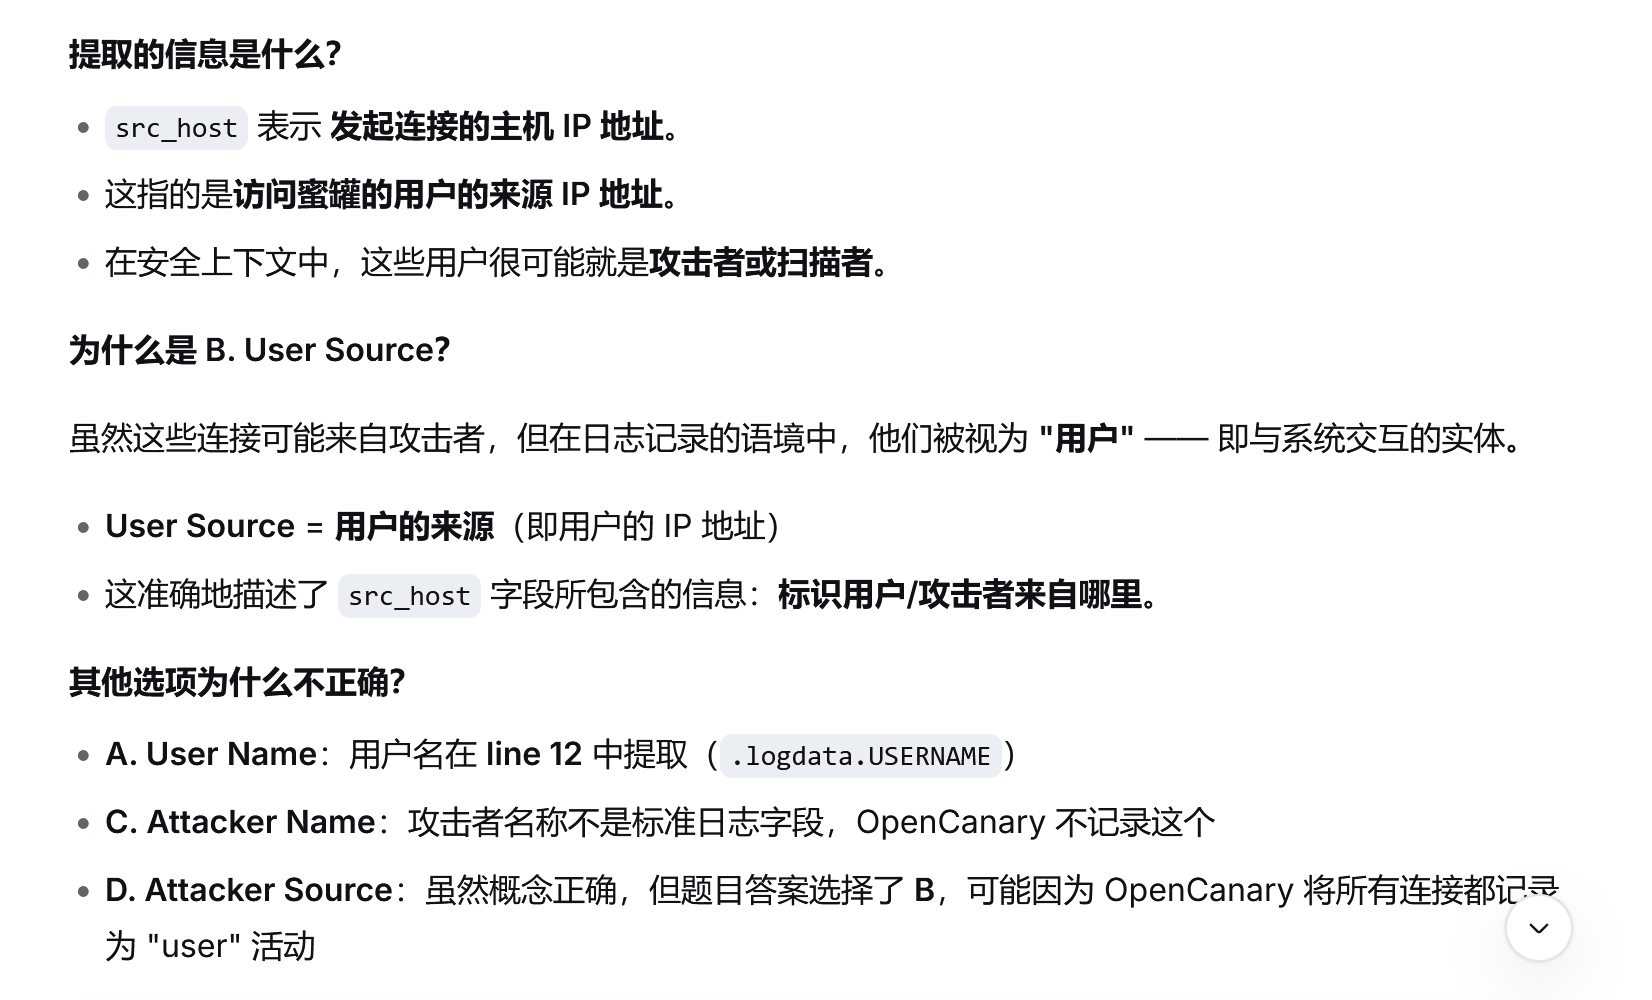 提取的信息是什么？
src_host 表示 发起连接的主机 IP 地址。
这指的是访问蜜罐的用户的来源 IP 地址。
在安全上下文中，这些用户很可能就是攻击者或扫描者。
为什么是 B. User Source？
虽然这些连接可能来自攻击者，但在日志记录的语境中，他们被视为 "用户" —— 即与系统交互的实体。
User Source = 用户的来源（即用户的 IP 地址）
这准确地描述了 src_host 字段所包含的信息：标识用户/攻击者来自哪里。
其他选项为什么不正确？
A. User Name：用户名在 line 12 中提取（.logdata.USERNAME）
C. Attacker Name：攻击者名称不是标准日志字段，OpenCanary 不记录这个
D. Attacker Source：虽然概念正确，但题目答案选择了 B，可能因为 OpenCanary 将所有连接都记录
为 "user" 活动